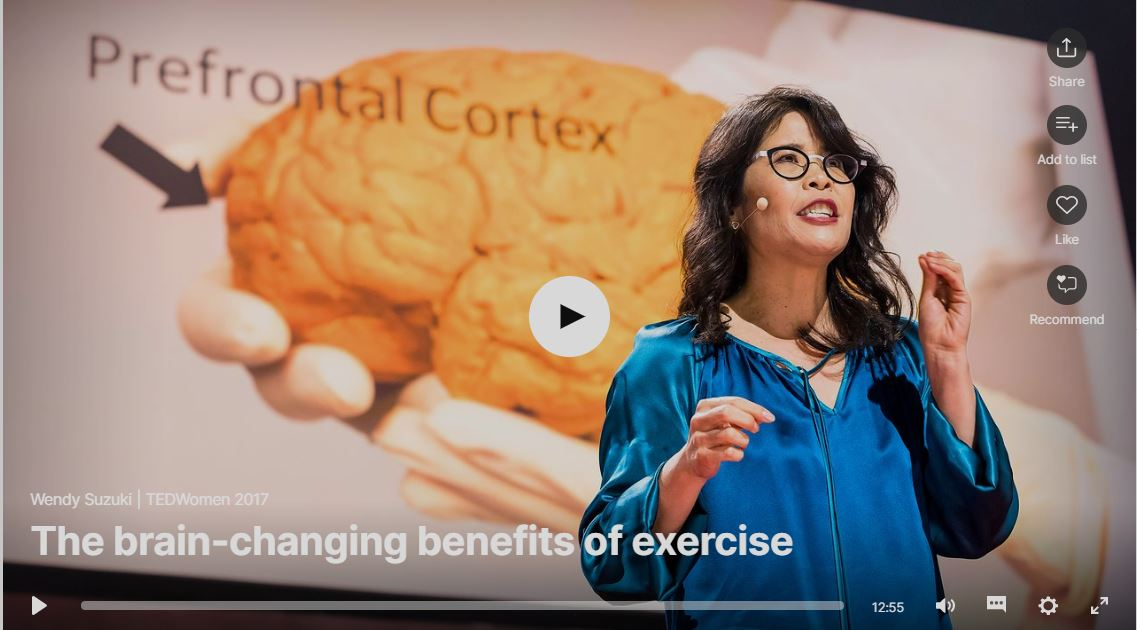 Prefrontal Cortex
Share
Add to list
Like
Recommend
Wendy Suzuki | TEDWomen 2017
The brain-changing benefits of exercise
12:55